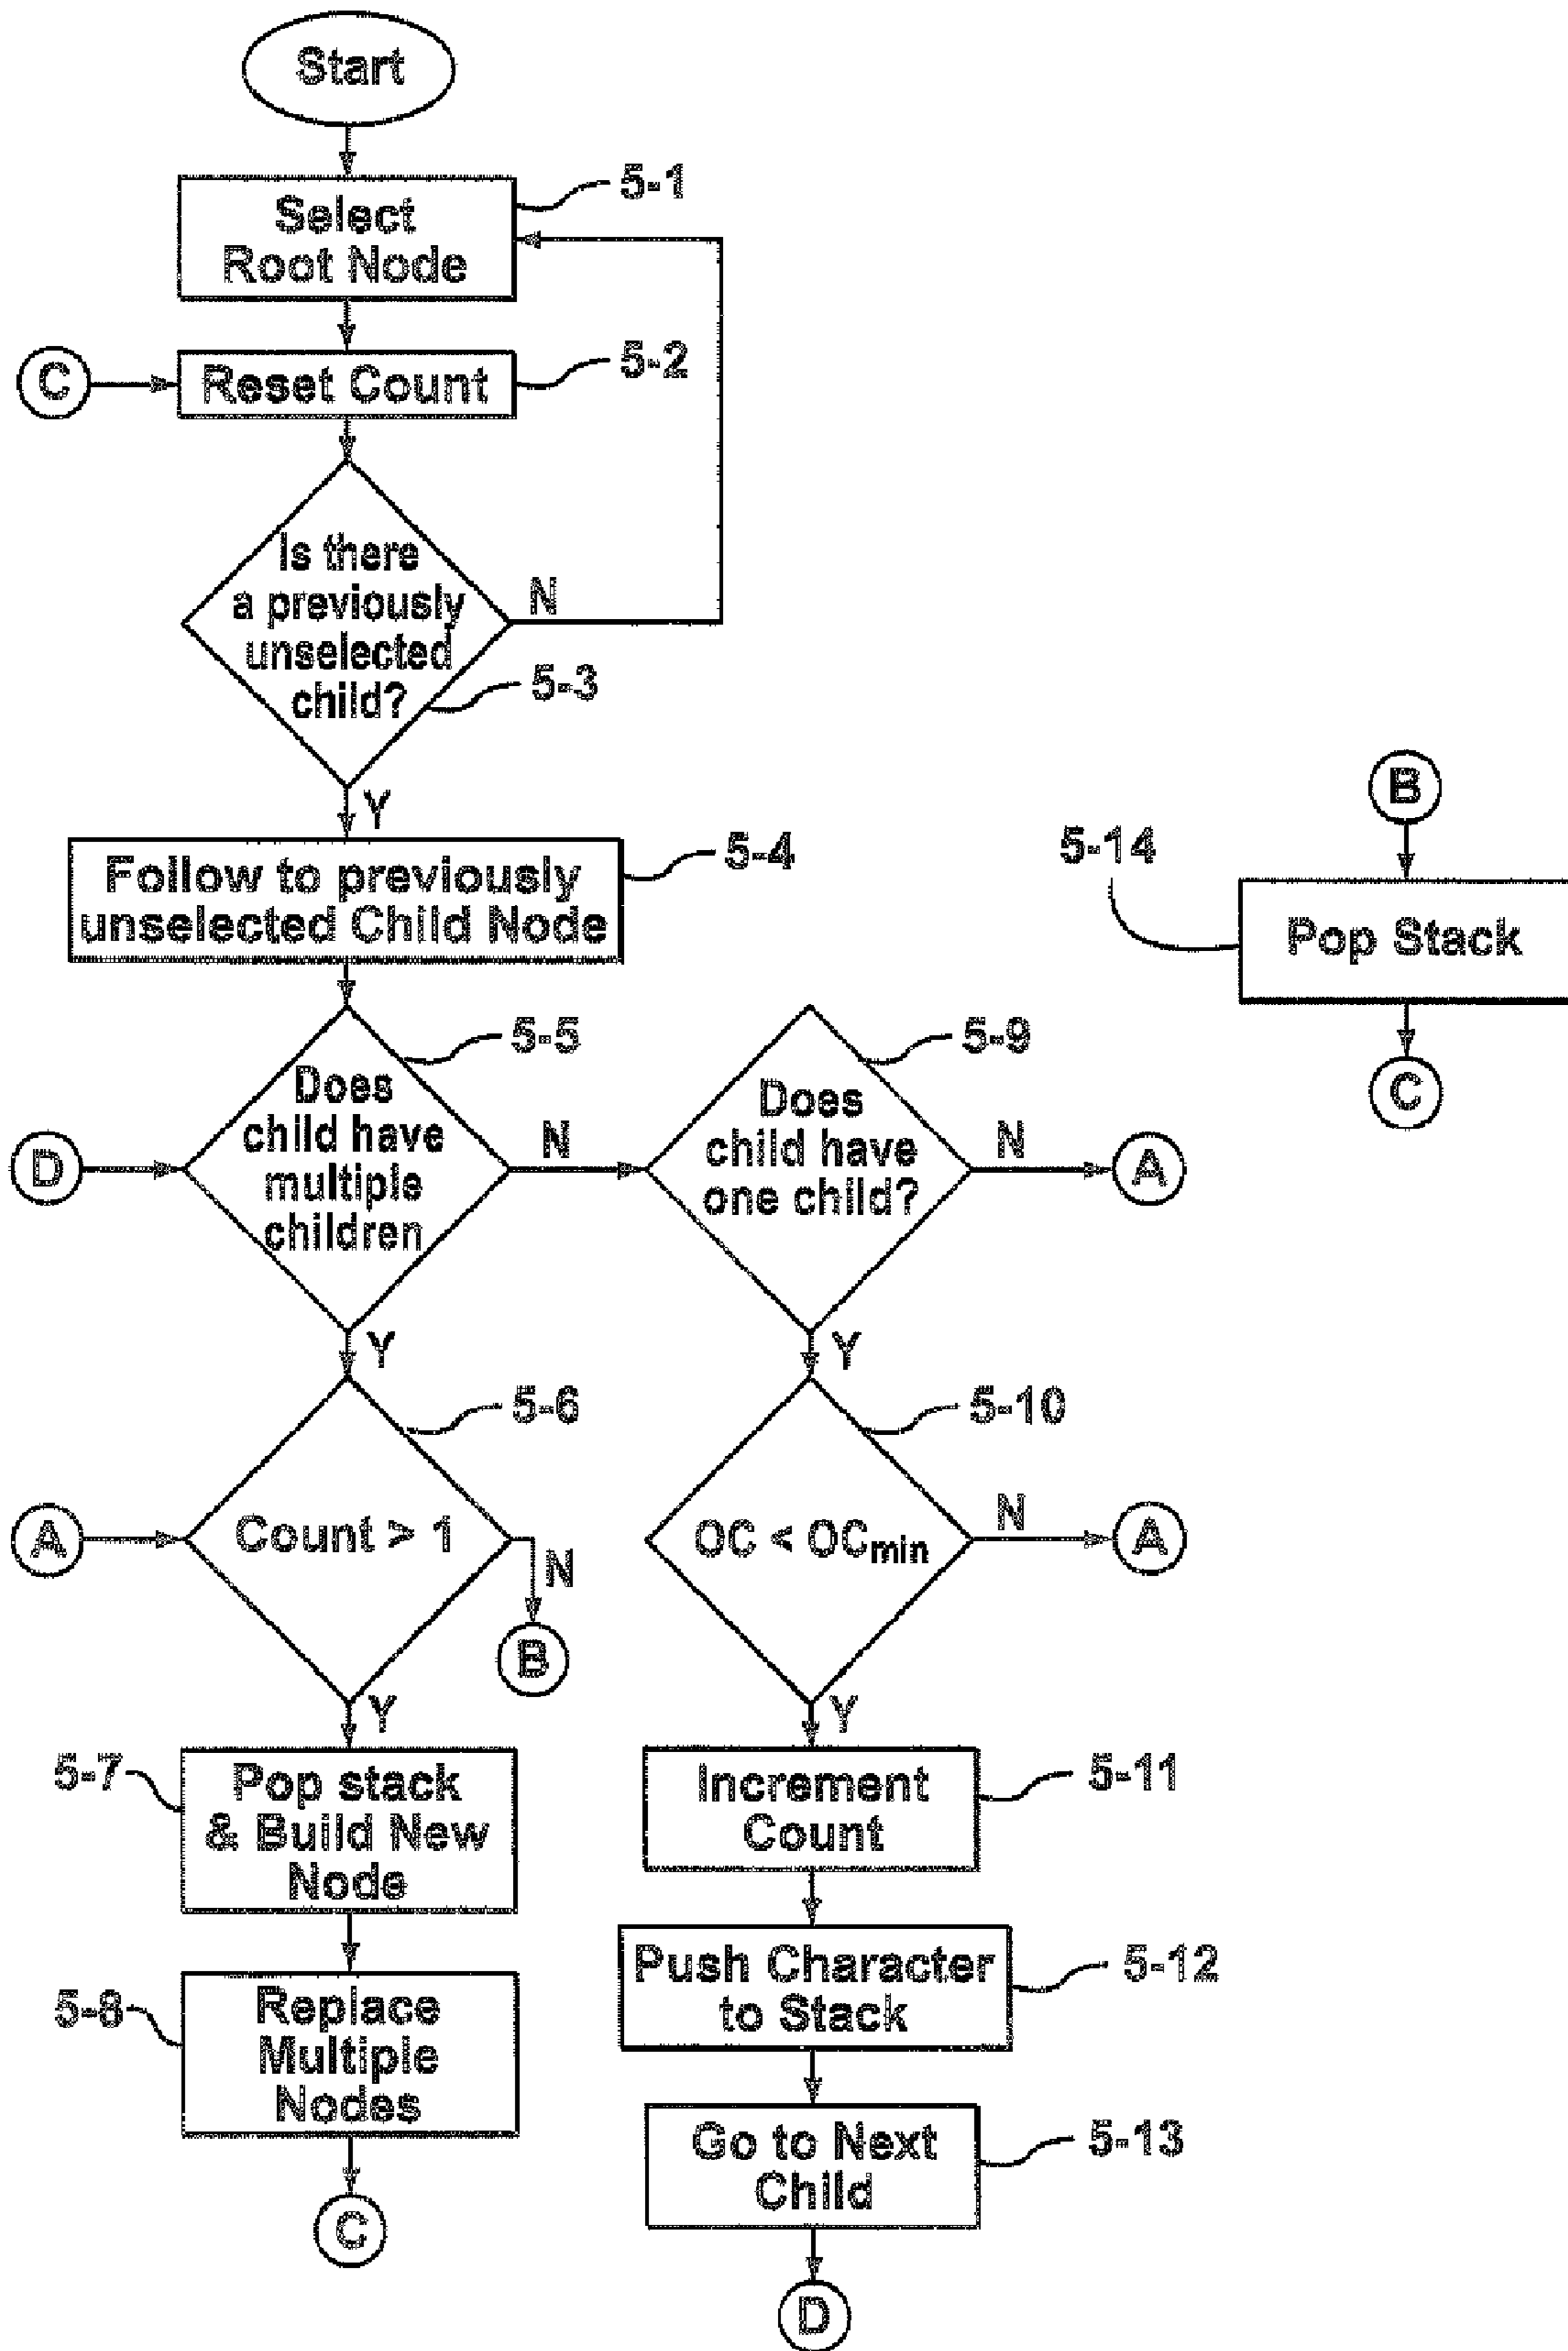 Start
5-1
Select
Root Node
5-2
C
Reset Count
Is there
a previously
unselected
child?
N
5-3
Y
5-4
Follow to previously
unselected Child Node
B
5-14
Pop Stack
C
5-5
Does
child have
multiple
children
D
N
5-9
Does
child have
one child?
N
A
Y
Y
5-6
Count > 1
A
N
B
5-10
OC < OCmin
N
A
Y
Y
5-7
Pop stack
& Build New
Node
5-11
Increment
Count
5-8
Replace
Multiple
Nodes
C
5-12
Push Character
to Stack
5-13
Go to Next
Child
D